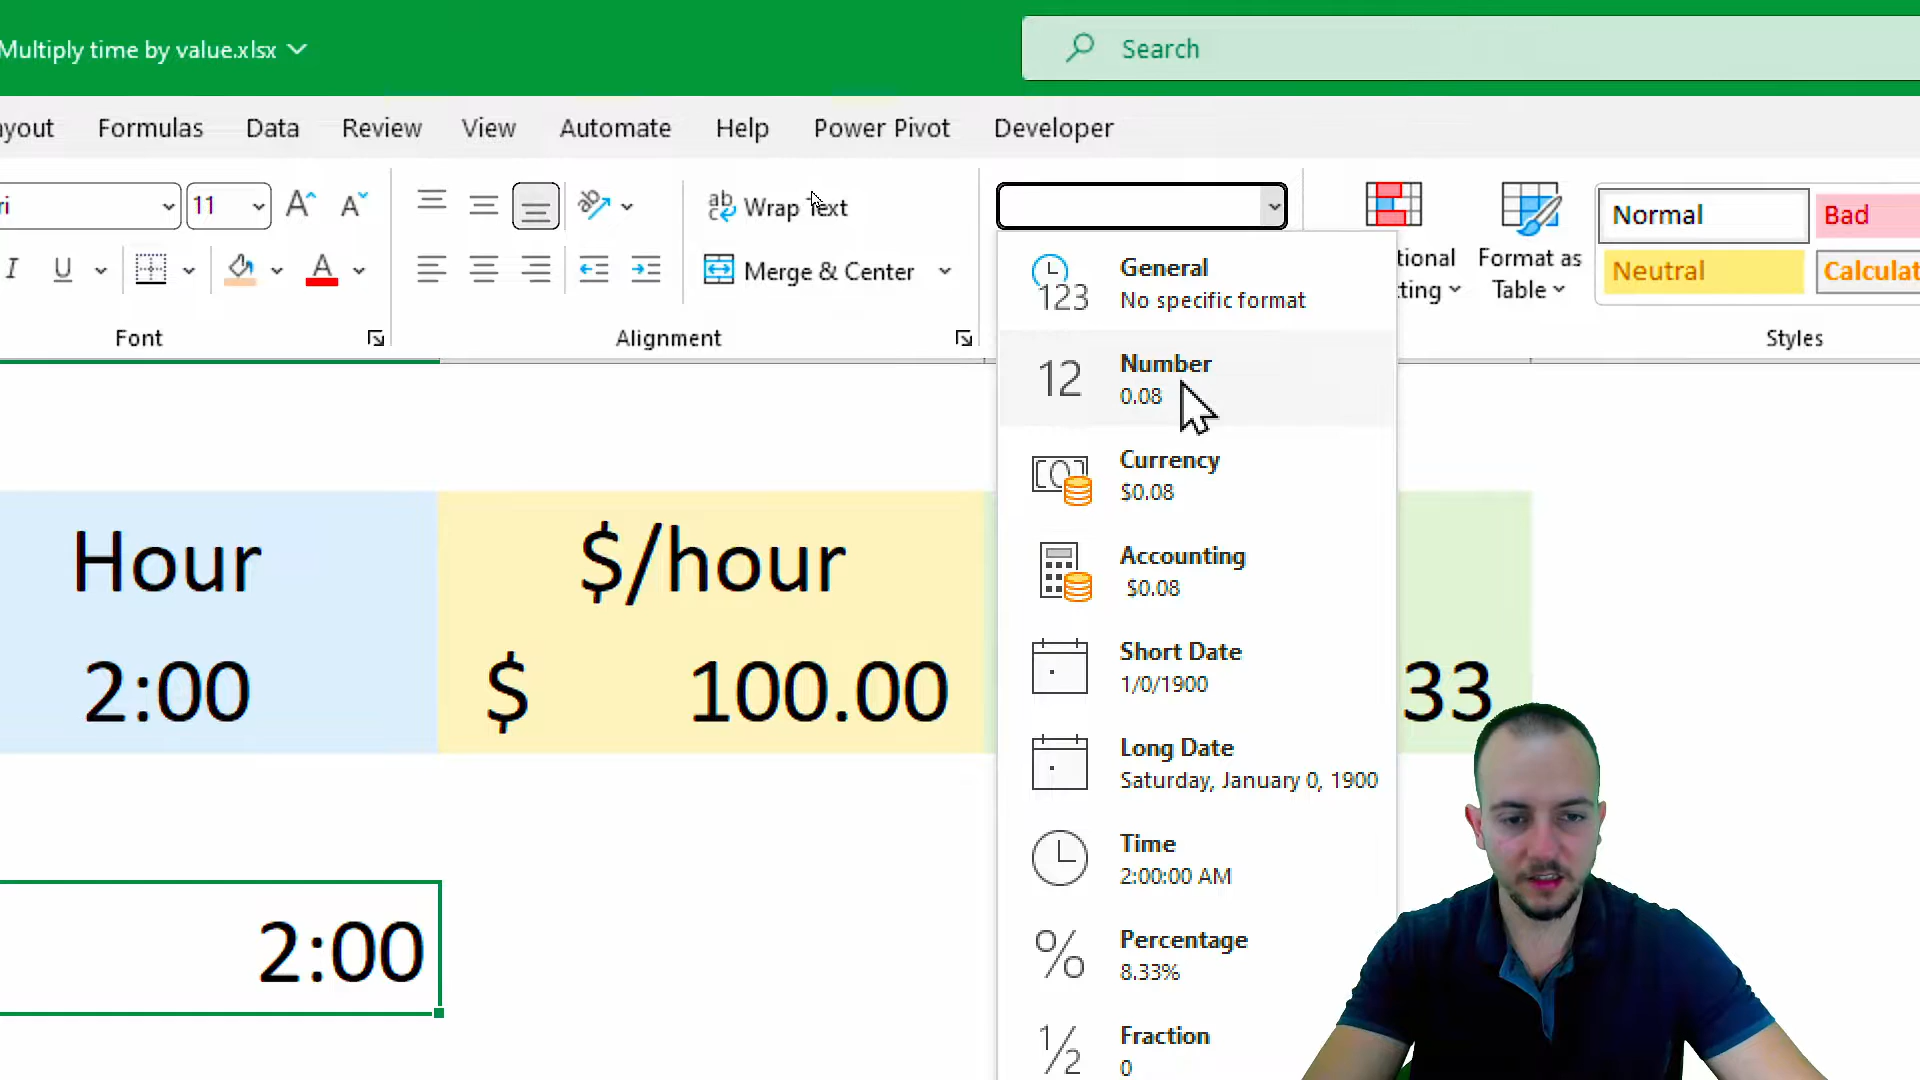 Multiply time by value.xlsx
Search
yout Formulas Data Review View Automate Help Power Pivot Developer
ri 11 A A
Wrap Text
I U A
Merge & Center
Font
Alignment
tional
ting
Format as
Table
Normal
Bad
Neutral
Calculat
Styles
General
No specific format
123
12
Number
0.08
Currency
$0.08
Accounting
$0.08
Short Date
1/0/1900
Long Date
Saturday, January 0, 1900
Time
2:00:00 AM
%
Percentage
8.33%
1/2
Fraction
0
Hour $/hour
2:00 $ 100.00 33
2:00